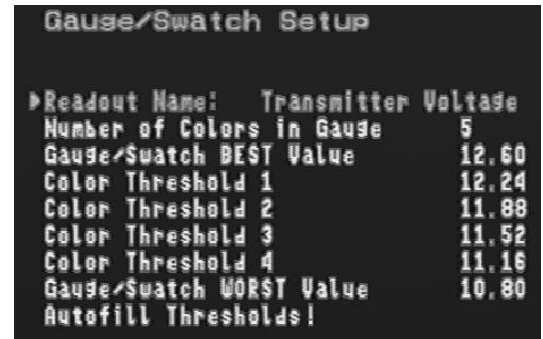 Gauge/Swatch Setup
Readout Name: Transmitter Voltage
Number of Colors in Gauge 5
Gauge/Swatch BEST Value 12.60
Color Threshold 1 12.24
Color Threshold 2 11.88
Color Threshold 3 11.52
Color Threshold 4 11.16
Gauge/Swatch WORST Value 10.80
Autofill Thresholds!